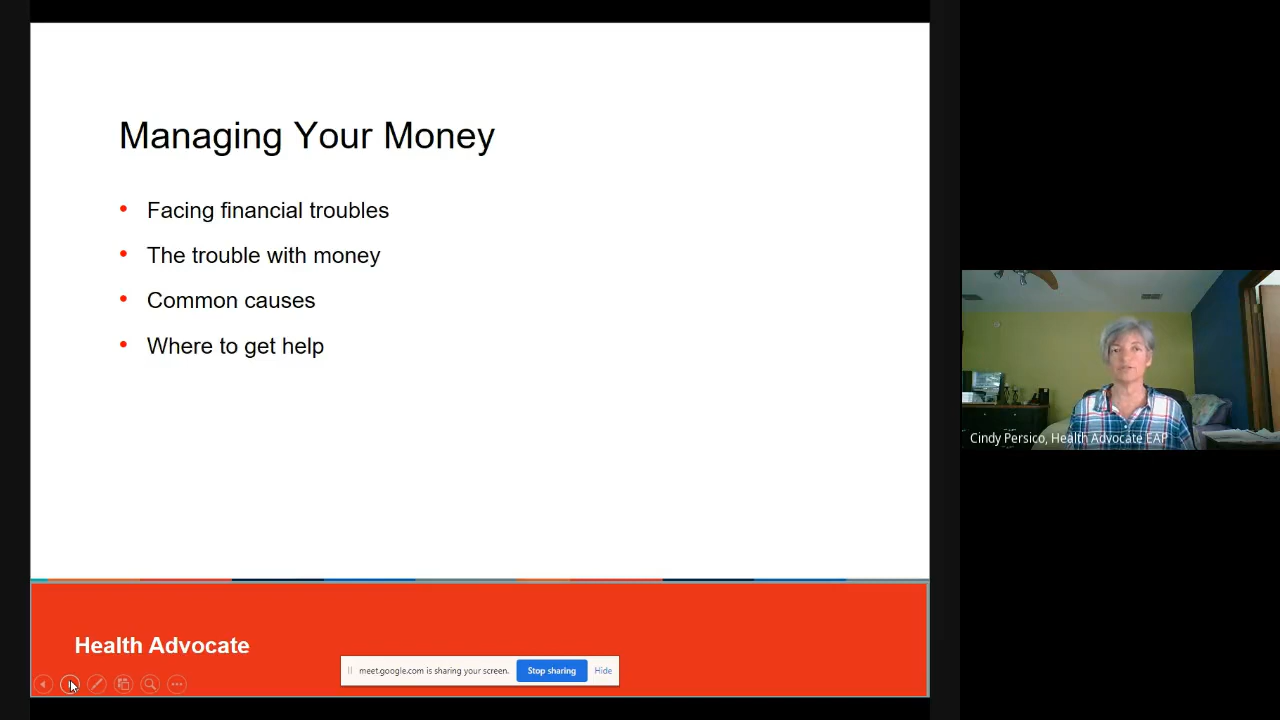 Managing Your Money
• Facing financial troubles
• The trouble with money
• Common causes
• Where to get help
Health Advocate
meet.google.com is sharing your screen.
Stop sharing
Hide
Cindy Persico, Health Advocate EAP